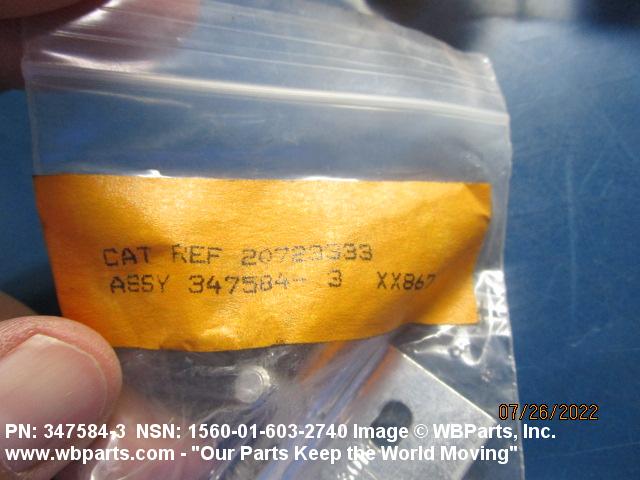 CAT REF 20723333
ASSY 347584- 3 XX867
07/26/2022
PN: 347584-3 NSN: 1560-01-603-2740 Image © WBParts, Inc.
www.wbparts.com - "Our Parts Keep the World Moving"